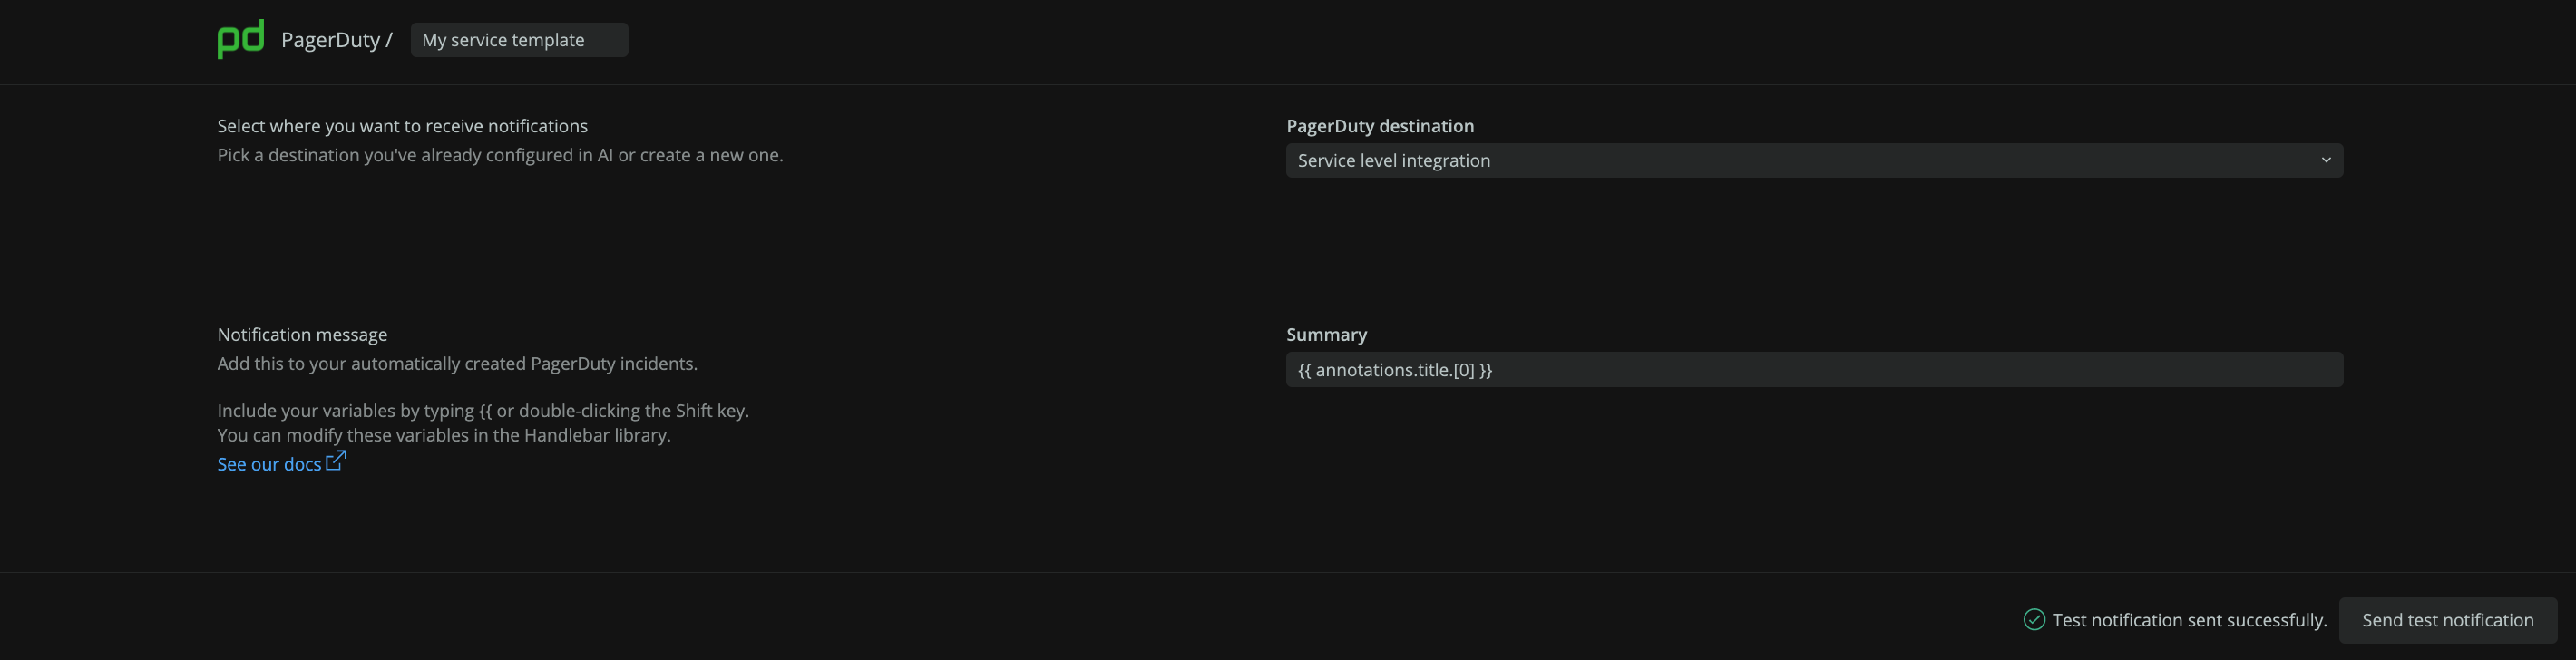 pd PagerDuty / My service template
Select where you want to receive notifications
Pick a destination you've already configured in AI or create a new one.
PagerDuty destination
Service level integration
Notification message
Add this to your automatically created PagerDuty incidents.
Include your variables by typing {{ or double-clicking the Shift key.
You can modify these variables in the Handlebar library.
See our docs
Summary
{{ annotations.title.[0] }}
Test notification sent successfully.
Send test notification